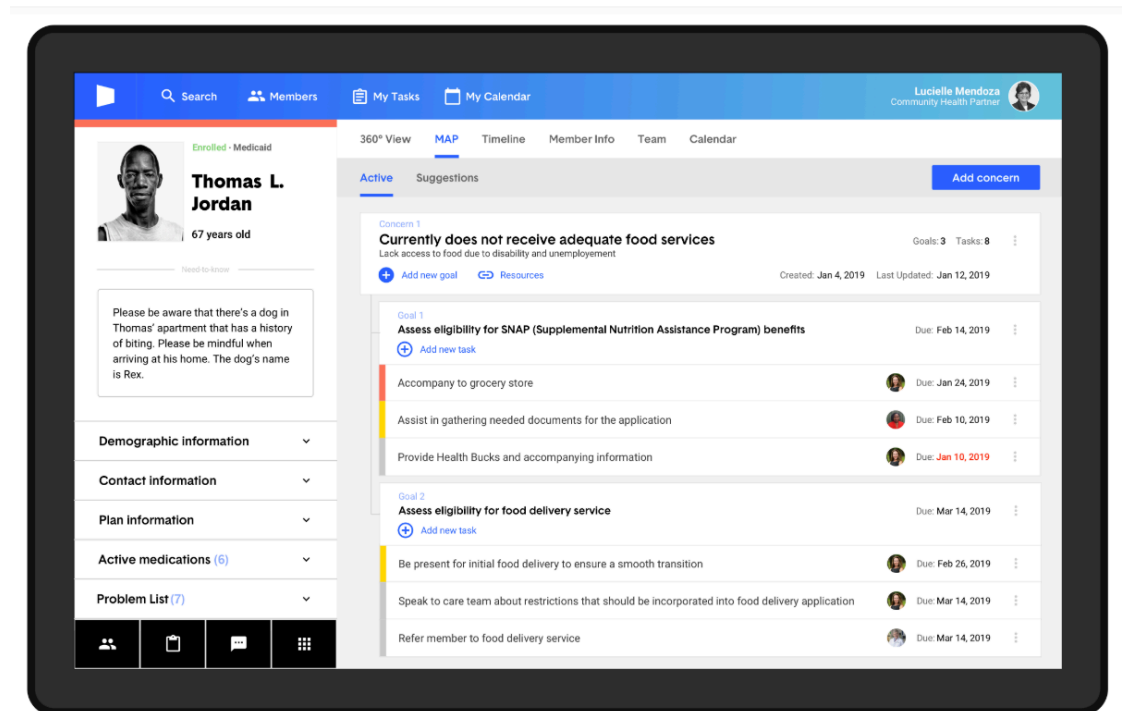 Search
Members
My Tasks
My Calendar
Lucielle Mendoza
Community Health Partner
Enrolled · Medicaid
Thomas L.
Jordan
67 years old
Need-to-know
Please be aware that there's a dog in
Thomas' apartment that has a history
of biting. Please be mindful when
arriving at his home. The dog's name
is Rex.
Demographic information
Contact information
Plan information
Active medications (6)
Problem List (7)
360° View
MAP
Timeline
Member Info
Team
Calendar
Active
Suggestions
Add concern
Concern 1
Currently does not receive adequate food services
Goals: 3 Tasks: 8
Lack access to food due to disability and unemployement
Add new goal
Resources
Created: Jan 4, 2019 Last Updated: Jan 12, 2019
Goal 1
Assess eligibility for SNAP (Supplemental Nutrition Assistance Program) benefits
Due: Feb 14, 2019
Add new task
Accompany to grocery store
Due: Jan 24, 2019
Assist in gathering needed documents for the application
Due: Feb 10, 2019
Provide Health Bucks and accompanying information
Due: Jan 10, 2019
Goal 2
Assess eligibility for food delivery service
Due: Mar 14, 2019
Add new task
Be present for initial food delivery to ensure a smooth transition
Due: Feb 26, 2019
Speak to care team about restrictions that should be incorporated into food delivery application
Due: Mar 14, 2019
Refer member to food delivery service
Due: Mar 14, 2019